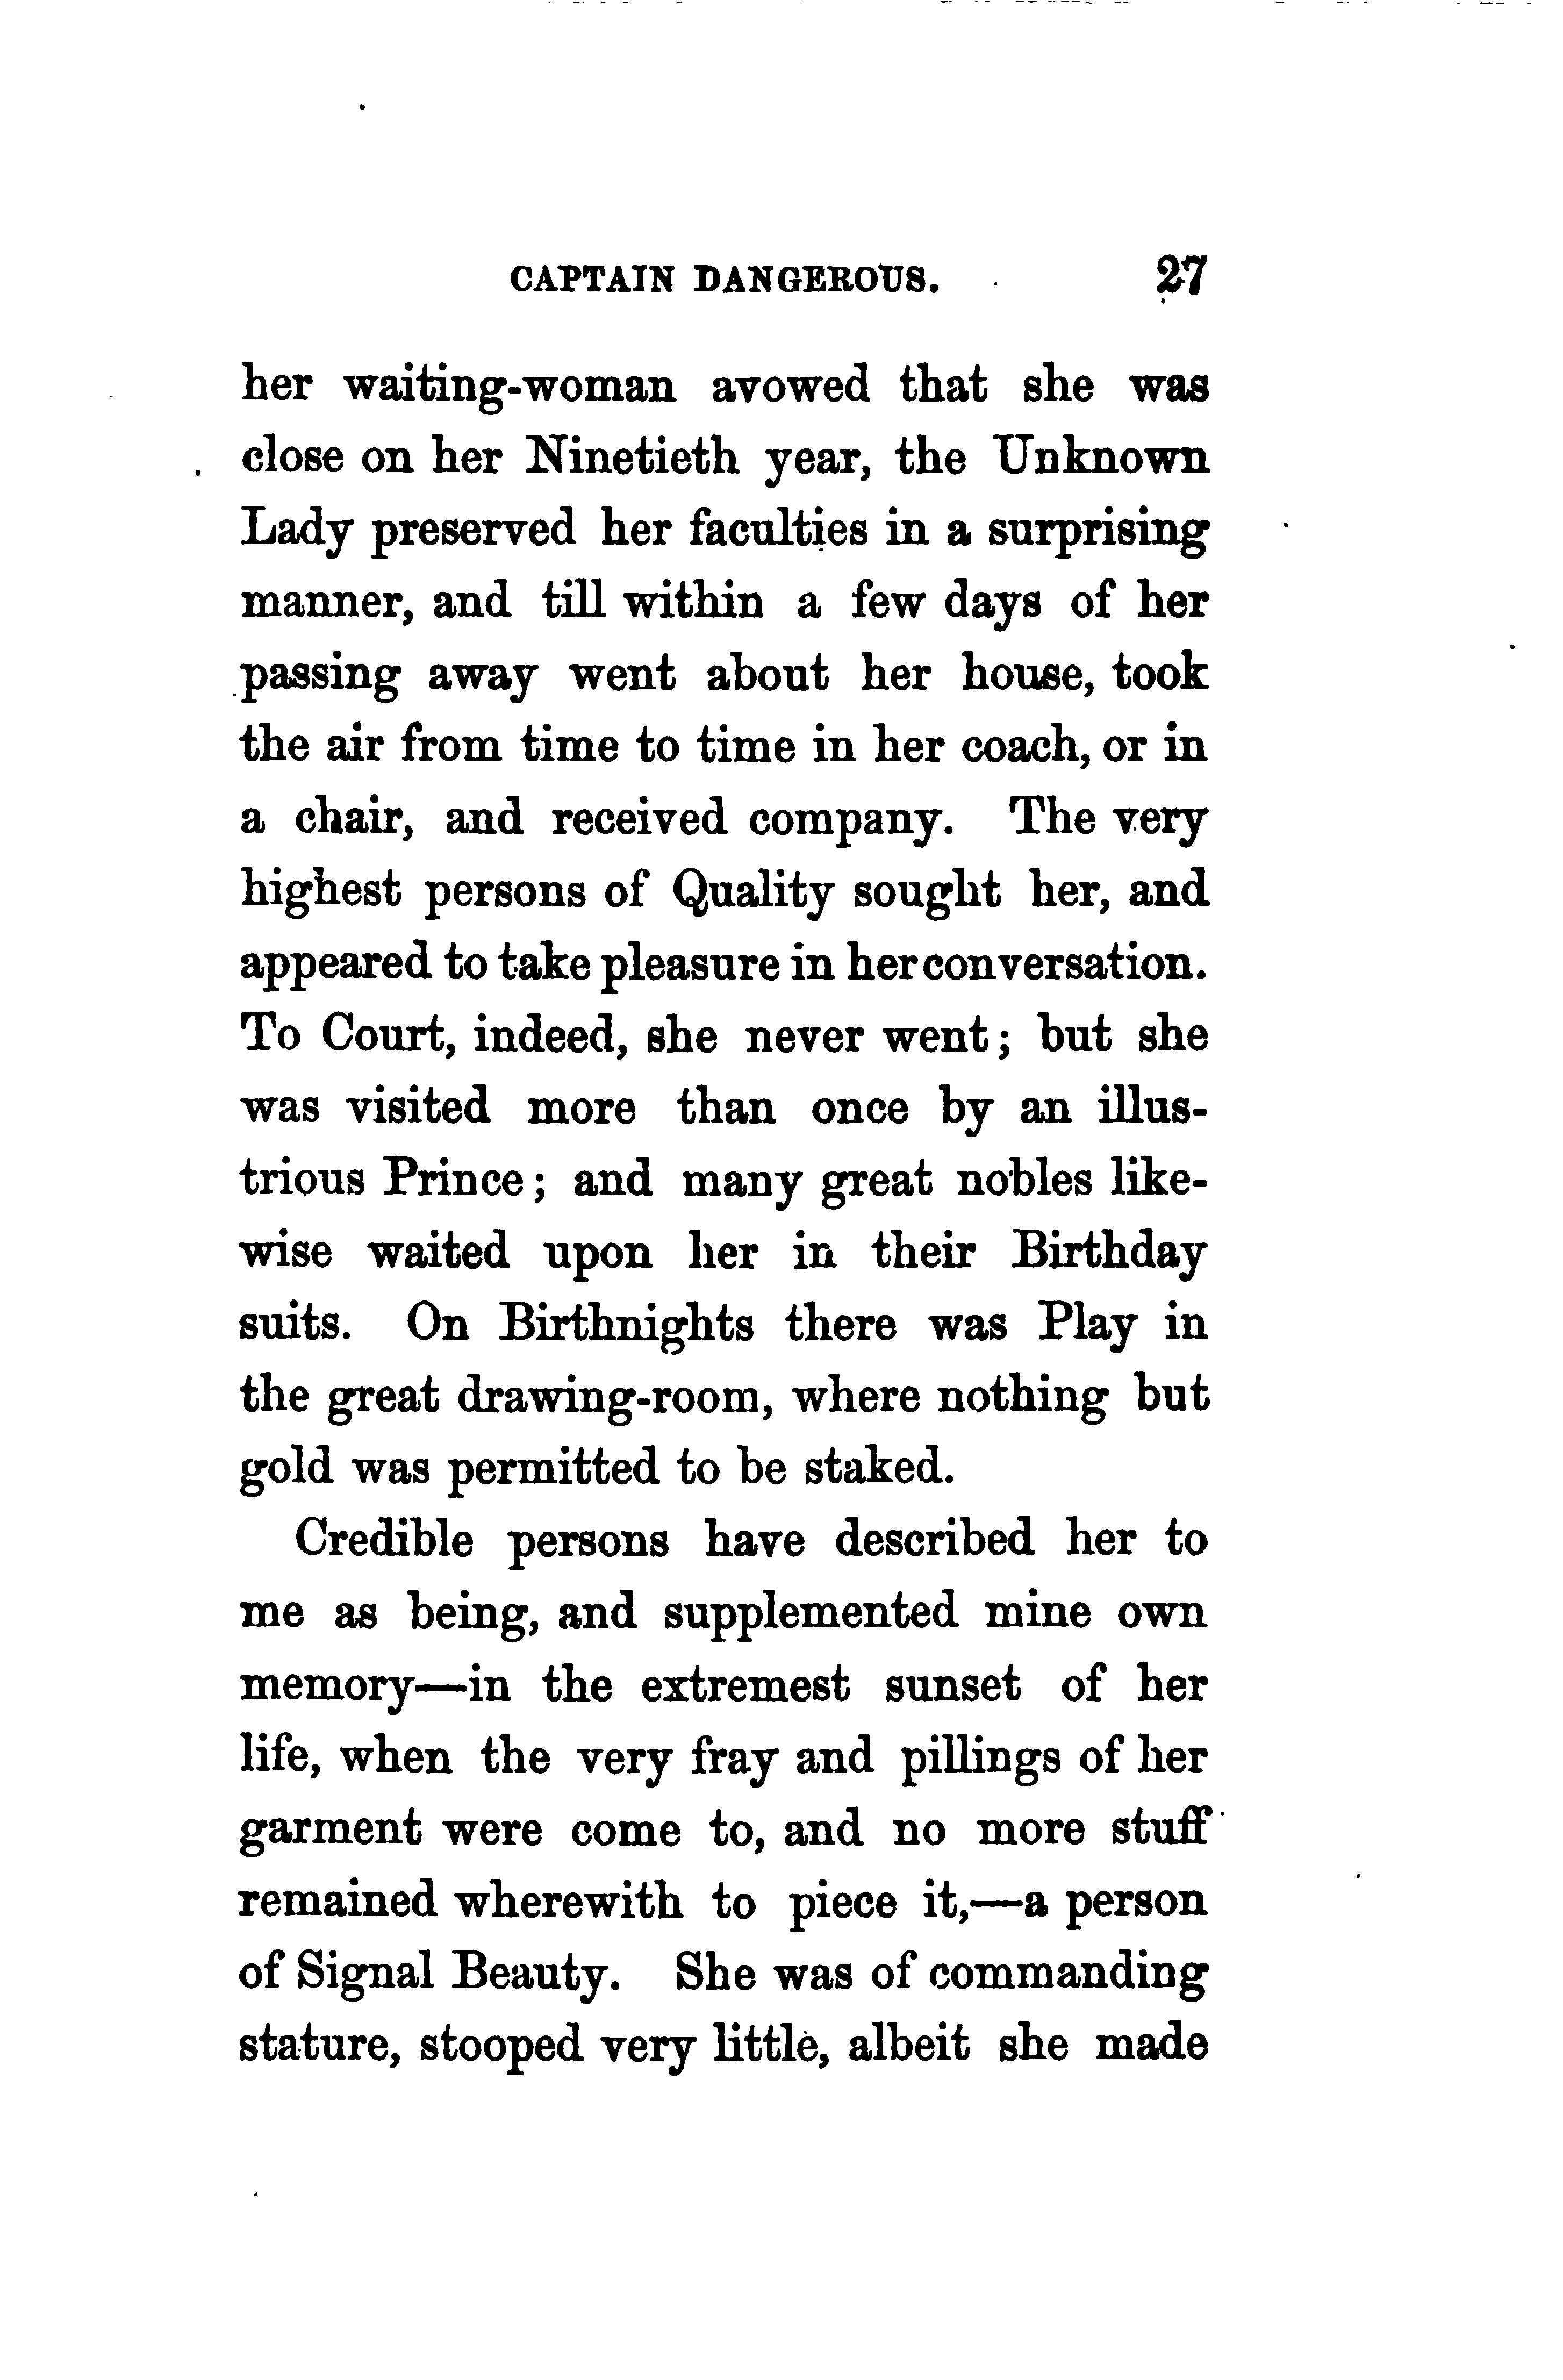 CAPTAIN DANGEROUS. 27
her waiting-woman avowed that she was
close on her Ninetieth year, the Unknown
Lady preserved her faculties in a surprising
manner, and till within a few days of her
passing away went about her house, took
the air from time to time in her coach, or in
a chair, and received company. The very
highest persons of Quality sought her, and
appeared to take pleasure in her conversation.
To Court, indeed, she never went; but she
was visited more than once by an illus-
trious Prince; and many great nobles like-
wise waited upon her in their Birthday
suits. On Birthnights there was Play in
the great drawing-room, where nothing but
gold was permitted to be staked.
Credible persons have described her to
me as being, and supplemented mine own
memory—in the extremest sunset of her
life, when the very fray and pillings of her
garment were come to, and no more stuff
remained wherewith to piece it,—a person
of Signal Beauty. She was of commanding
stature, stooped very little, albeit she made